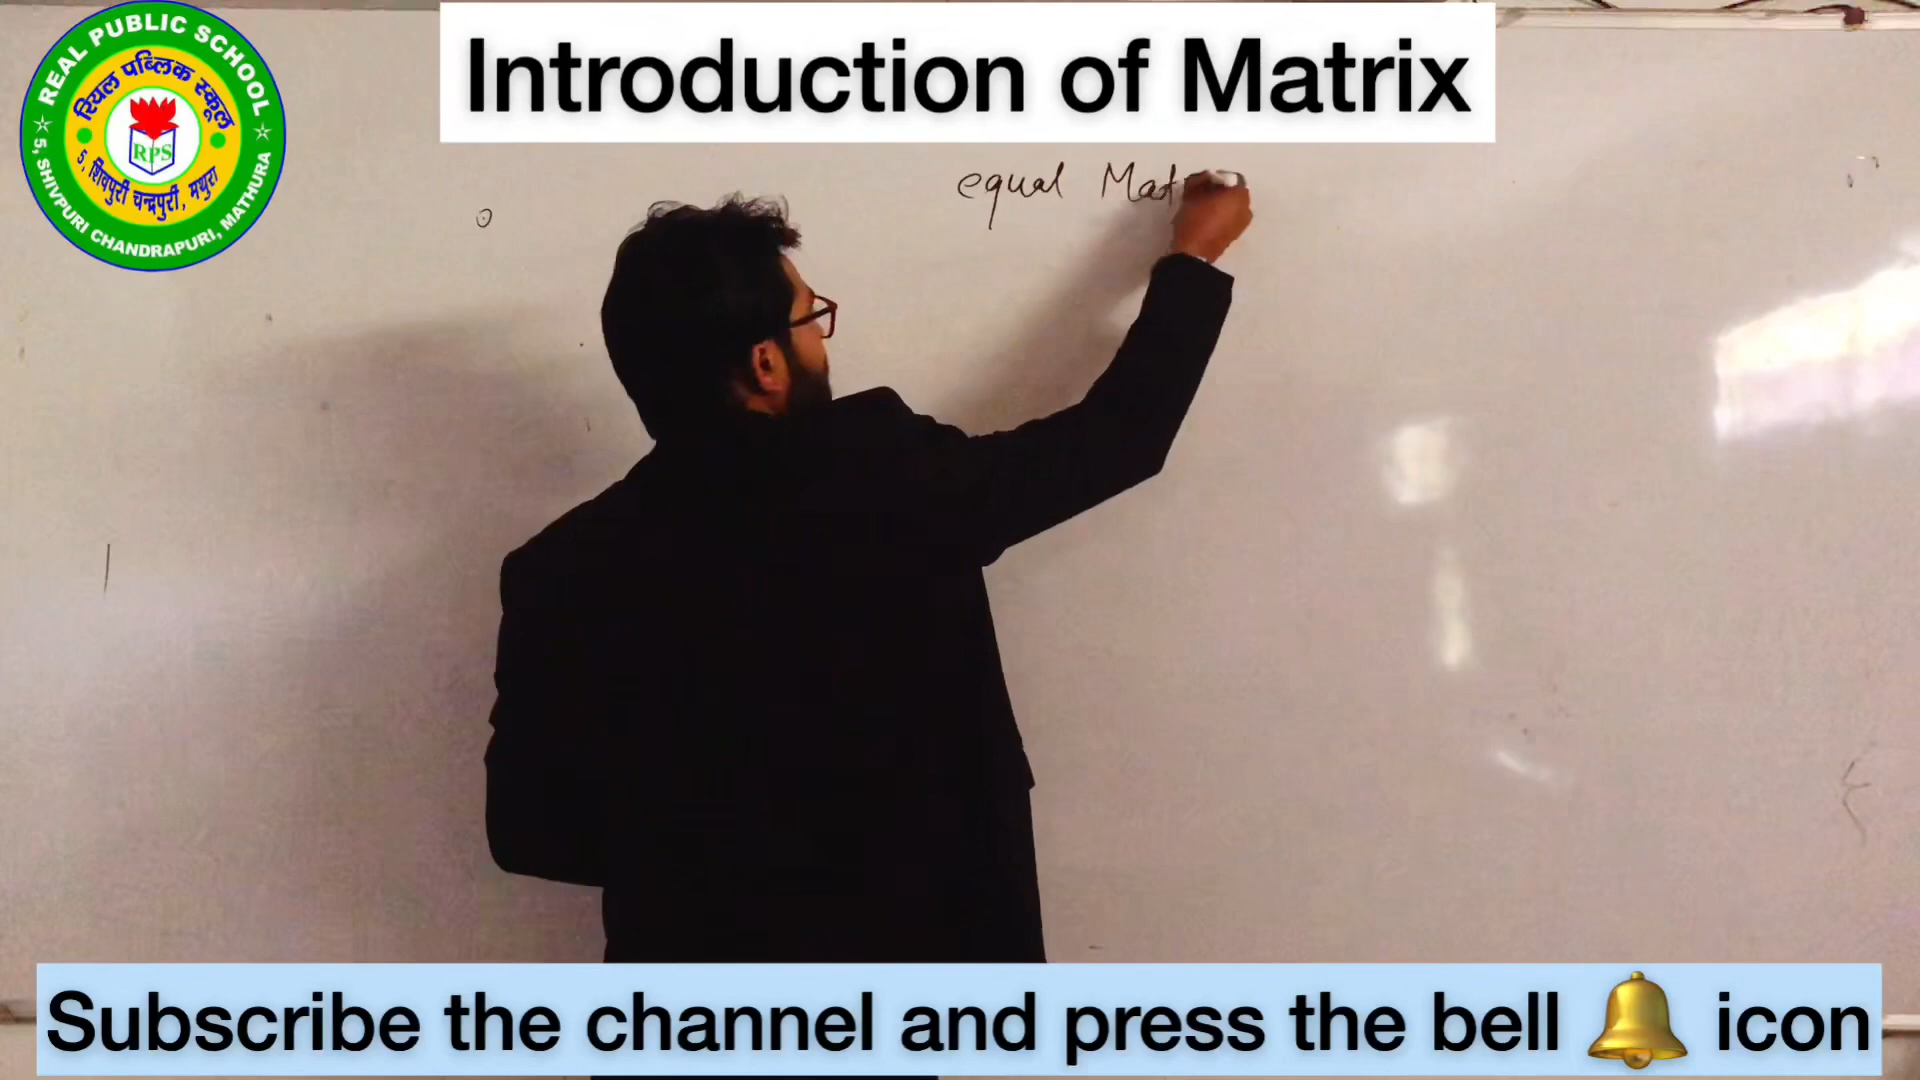 REAL PUBLIC SCHOOL
रियल पब्लिक स्कूल
RPS
5, शिवपुरी चन्द्रपुरी, मथुरा
5, SHIVPURI CHANDRAPURI, MATHURA
Introduction of Matrix
equal
Subscribe the channel and press the bell 🔔 icon